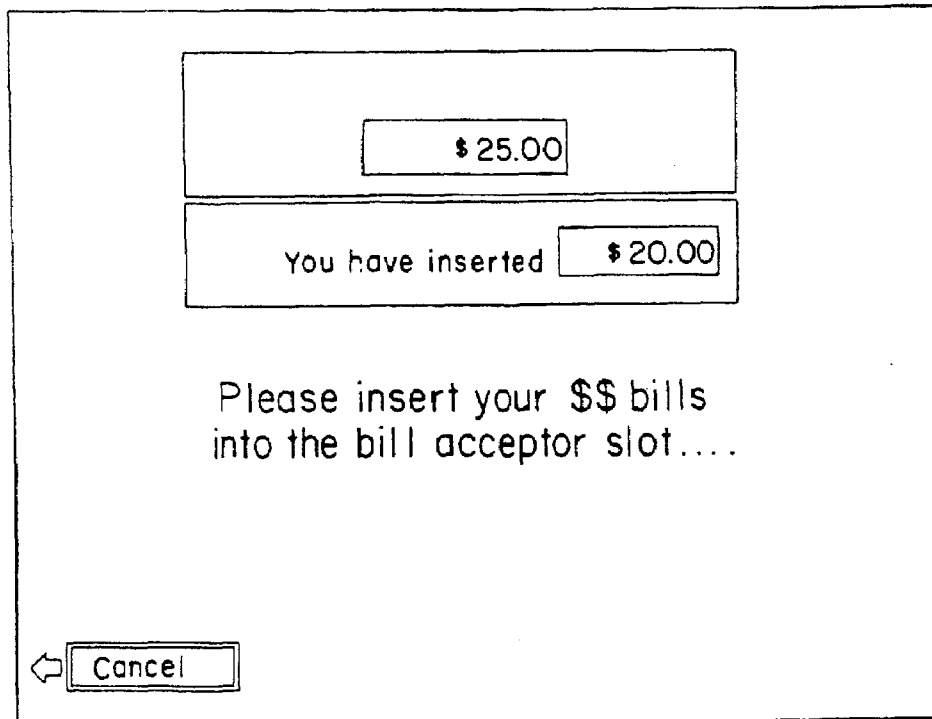 $ 25.00
You have inserted $ 20.00
Please insert your $$ bills
into the bill acceptor slot....
Cancel